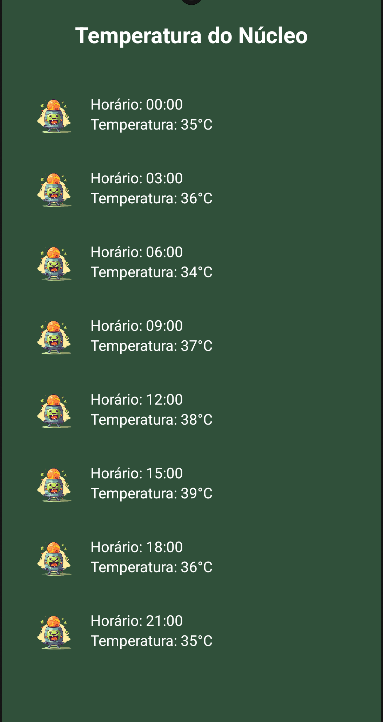 Temperatura do Núcleo
Horário: 00:00
Temperatura: 35°C
Horário: 03:00
Temperatura: 36°C
Horário: 06:00
Temperatura: 34°C
Horário: 09:00
Temperatura: 37°C
Horário: 12:00
Temperatura: 38°C
Horário: 15:00
Temperatura: 39°C
Horário: 18:00
Temperatura: 36°C
Horário: 21:00
Temperatura: 35°C